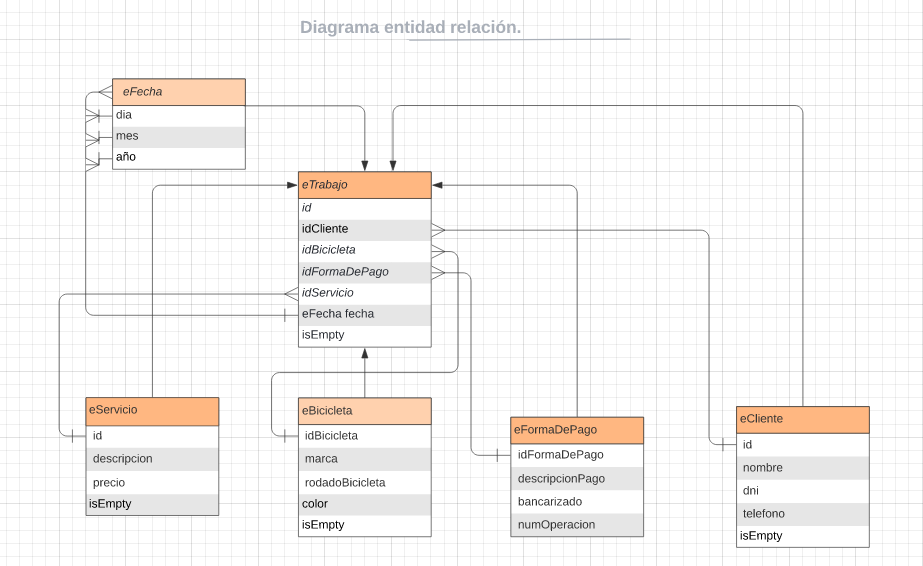 Diagrama entidad relación.
eFecha
dia
mes
año
eTrabajo
id
idCliente
idBicicleta
idFormaDePago
idServicio
eFecha fecha
isEmpty
eServicio
id
descripcion
precio
isEmpty
eBicicleta
idBicicleta
marca
rodadoBicicleta
color
isEmpty
eFormaDePago
idFormaDePago
descripcionPago
bancarizado
numOperacion
eCliente
id
nombre
dni
telefono
isEmpty